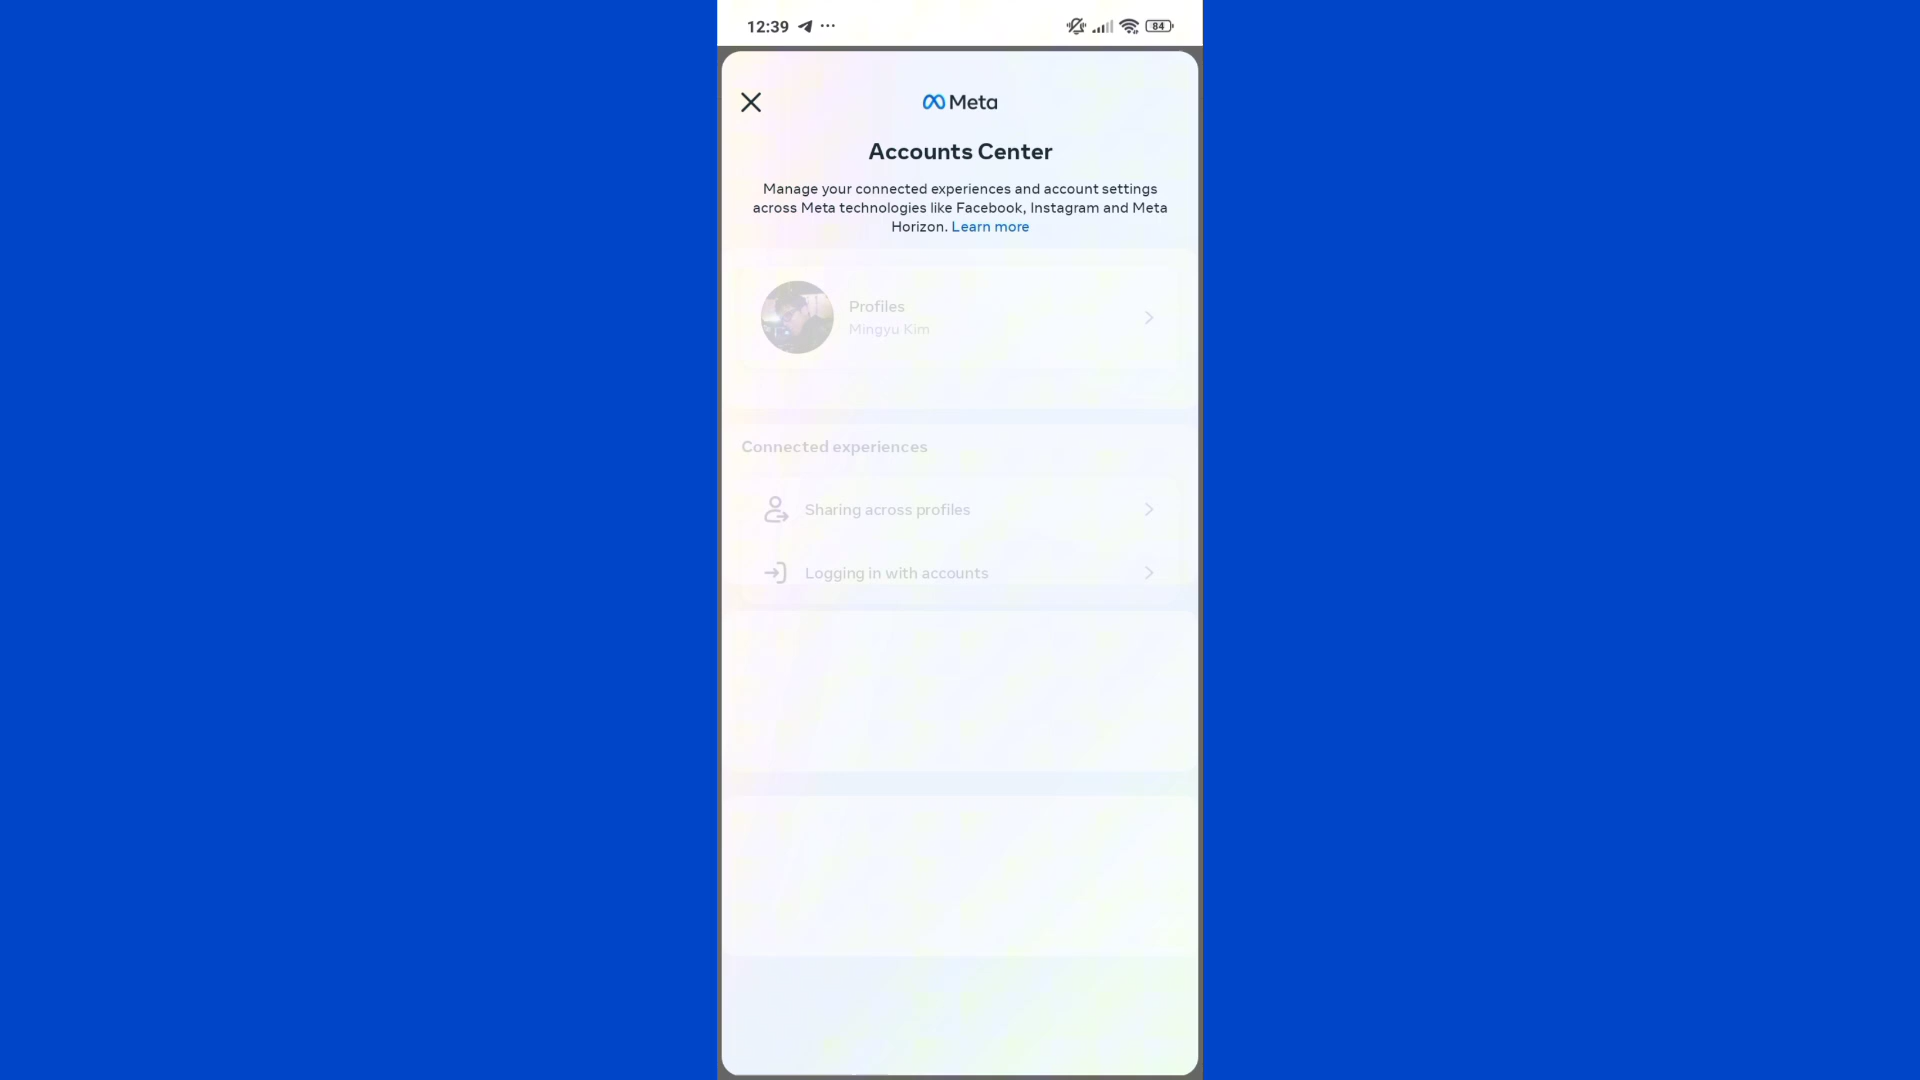 12:39 84
Meta
Accounts Center
Manage your connected experiences and account settings
across Meta technologies like Facebook, Instagram and Meta
Horizon. Learn more
Profiles
Mingyu Kim
Connected experiences
Sharing across profiles
Logging in with accounts